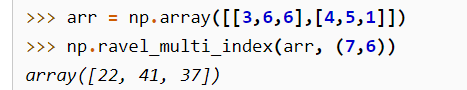 >>> arr = np.array([[3,6,6],[4,5,1]])
>>> np.ravel_multi_index(arr, (7,6))
array([22, 41, 37])